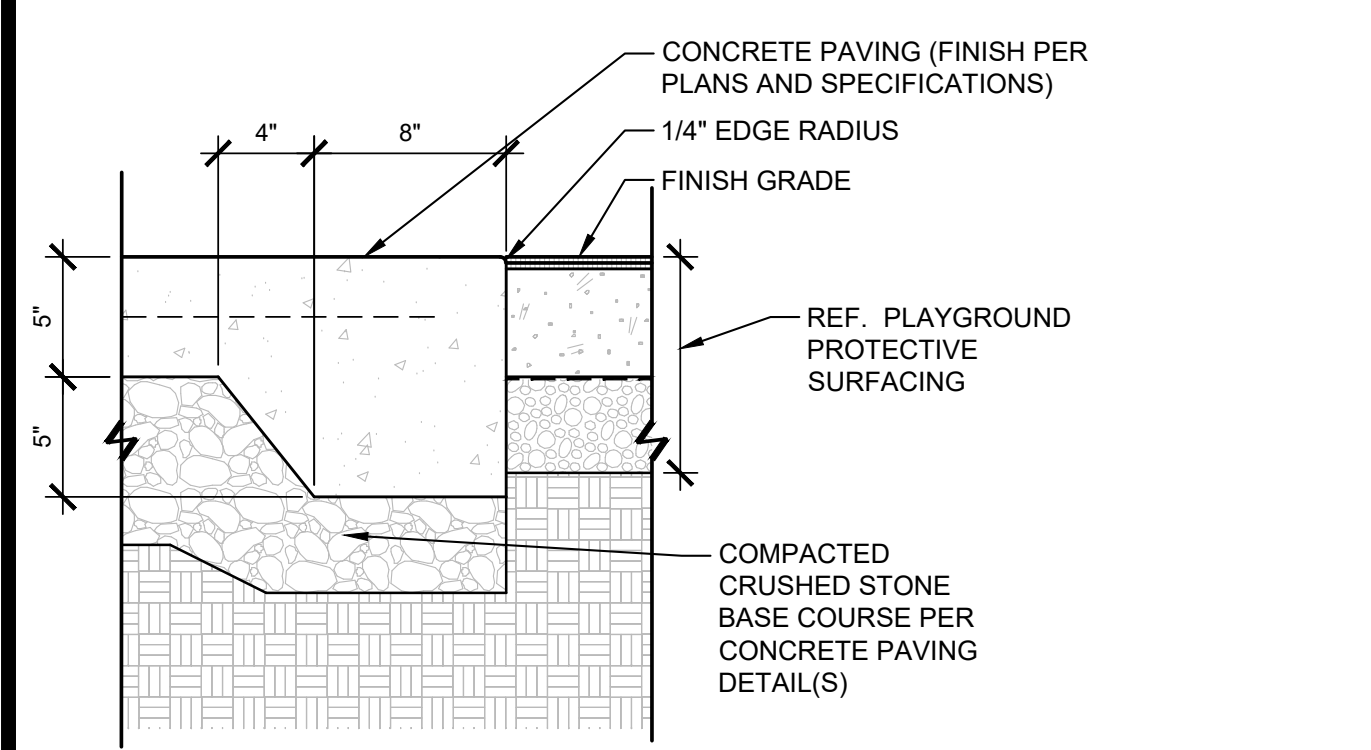 CONCRETE PAVING (FINISH PER
PLANS AND SPECIFICATIONS)
4"
8"
1/4" EDGE RADIUS
FINISH GRADE
5"
REF. PLAYGROUND
PROTECTIVE
SURFACING
5"
COMPACTED
CRUSHED STONE
BASE COURSE PER
CONCRETE PAVING
DETAIL(S)